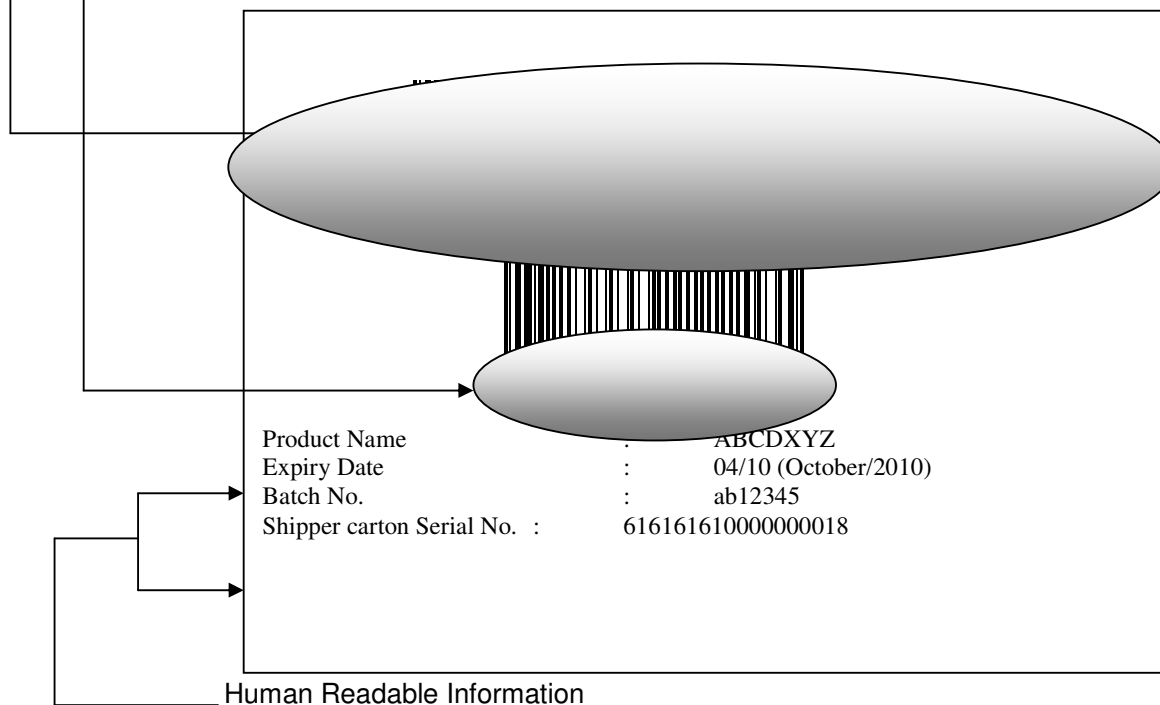 Product Name : ABCDXYZ
Expiry Date : 04/10 (October/2010)
Batch No. : ab12345
Shipper carton Serial No. : 616161610000000018
Human Readable Information